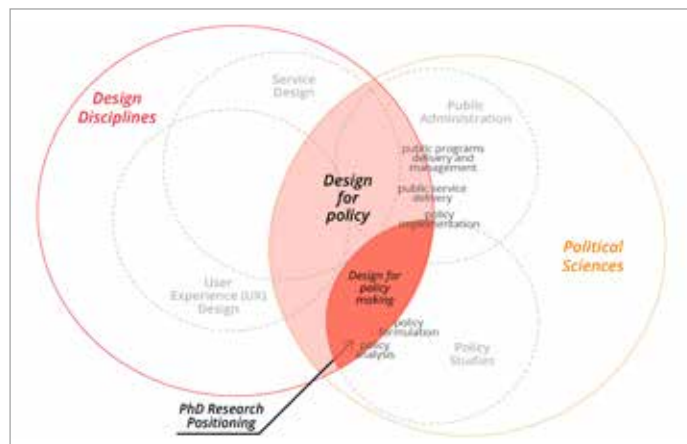 Design
Disciplines
Service
Design
Public
Administration
public programs
delivery and
management
Design
for
policy
public service
delivery
policy
implementation
Political
Sciences
Design for
policy
making
User
Experience (UX)
Design
policy
formulation
policy
analysis
Policy
Studies
PhD Research
Positioning